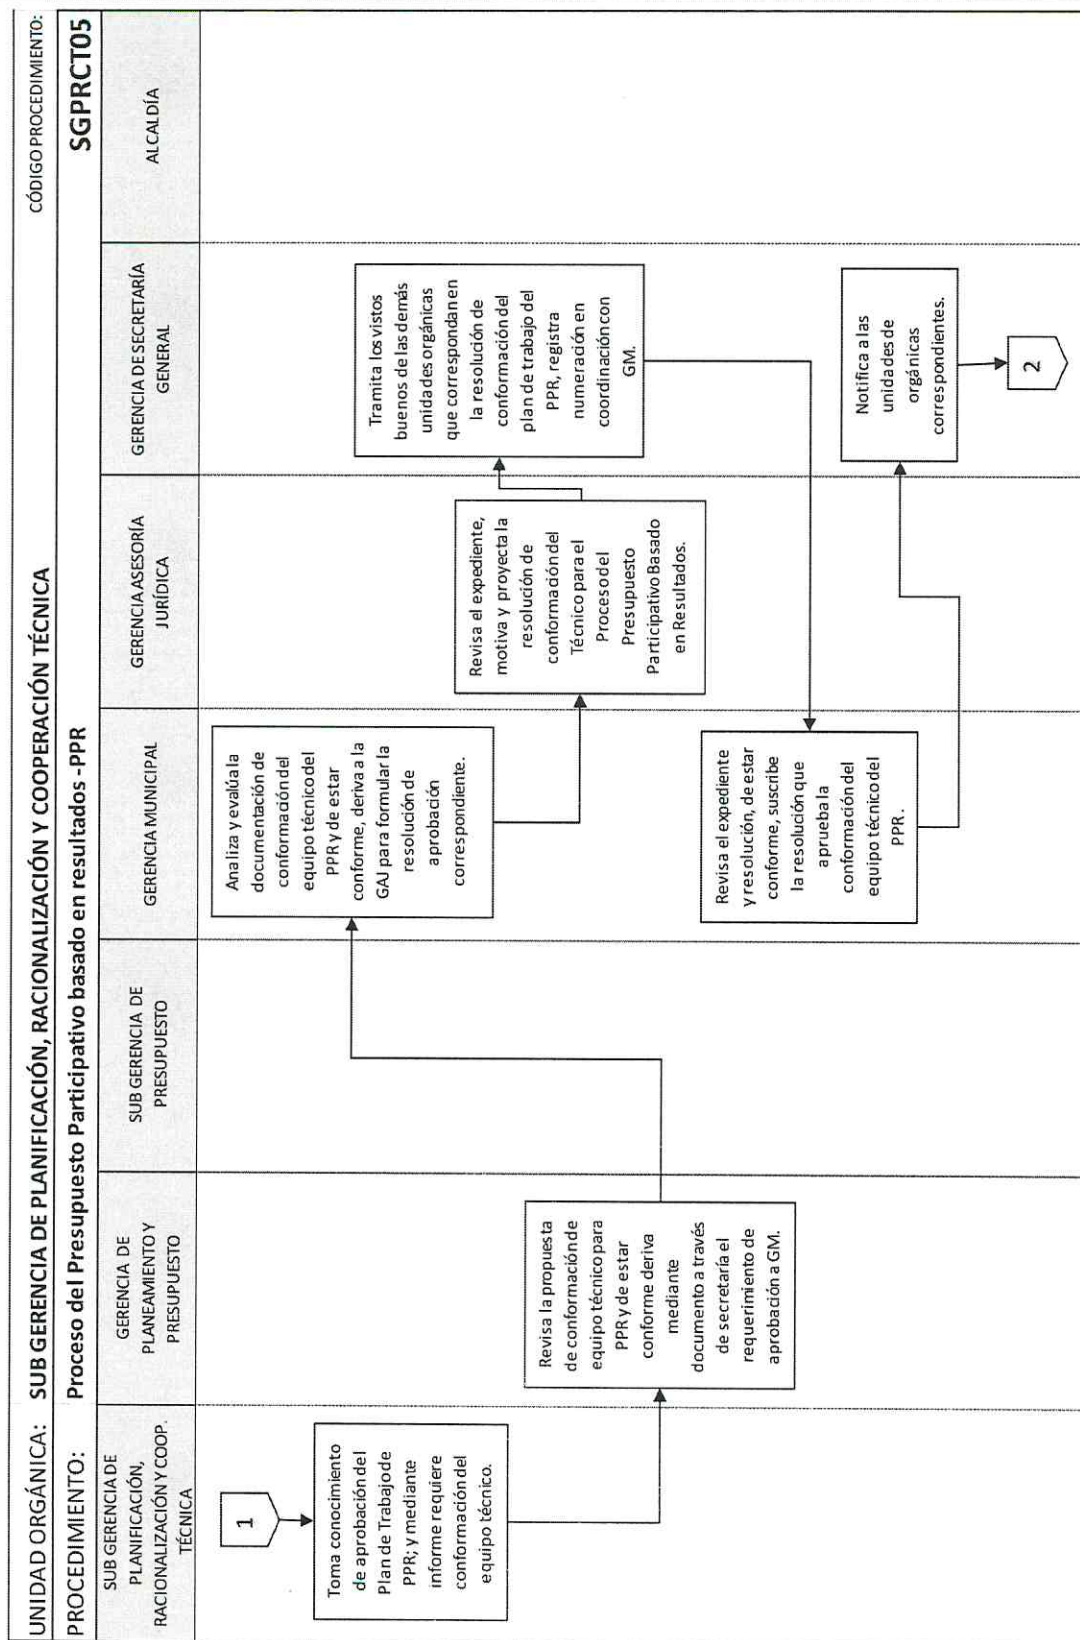 UNIDAD ORGÁNICA: SUB GERENCIA DE PLANIFICACIÓN, RACIONALIZACIÓN Y COOPERACIÓN TÉCNICA
CÓDIGO PROCEDIMIENTO:
PROCEDIMIENTO: Proceso del Presupuesto Participativo basado en resultados -PPR
SGPRCT05
SUB GERENCIA DE
PLANIFICACIÓN,
RACIONALIZACIÓN Y COOP.
TÉCNICA
GERENCIA DE
PLANEAMIENTO Y
PRESUPUESTO
SUB GERENCIA DE
PRESUPUESTO
GERENCIA MUNICIPAL
GERENCIA ASESORÍA
JURÍDICA
GERENCIA DE SECRETARÍA
GENERAL
ALCALDÍA
1
Toma conocimiento
de aprobación del
Plan de Trabajo de
PPR; y mediante
informe requiere
conformación del
equipo técnico.
Revisa la propuesta
de conformación de
equipo técnico para
PPR y de estar
conforme deriva
mediante
documento a través
de secretaría el
requerimiento de
aprobación a GM.
Analiza y evalúa la
documentación de
conformación del
equipo técnico del
PPR y de estar
conforme, deriva a la
GAJ para formular la
resolución de
aprobación
correspondiente.
Revisa el expediente,
motiva y proyecta la
resolución de
conformación del
Técnico para el
Proceso del
Presupuesto
Participativo Basado
en Resultados.
Tramita los vistos
buenos de las demás
unidades orgánicas
que correspondan en
la resolución de
conformación del
plan de trabajo del
PPR, registra
numeración en
coordinación con
GM.
Revisa el expediente
y resolución, de estar
conforme, suscribe
la resolución que
aprueba la
conformación del
equipo técnico del
PPR.
Notifica a las
unidades de
orgánicas
correspondientes.
2